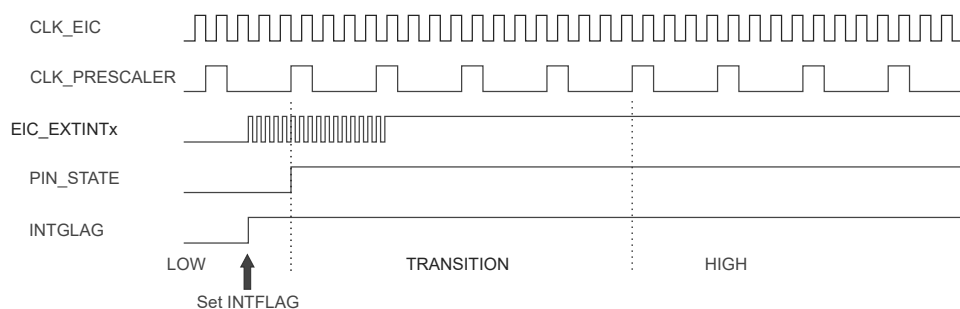 CLK_EIC
CLK_PRESCALER
EIC_EXTINTx
PIN_STATE
INTGLAG
LOW TRANSITION HIGH
Set INTFLAG